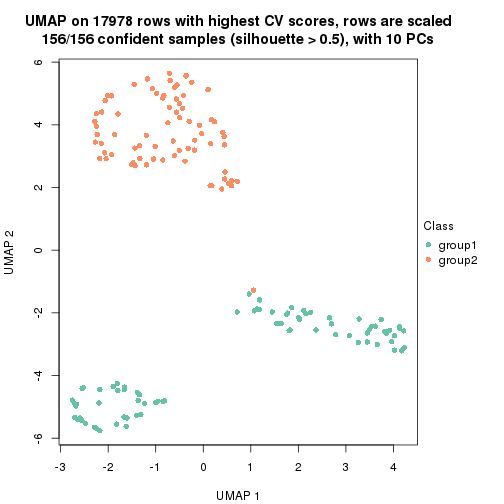 UMAP on 17978 rows with highest CV scores, rows are scaled
156/156 confident samples (silhouette > 0.5), with 10 PCs
6
4
2
0
-2
-4
-6
UMAP 2
Class
group1
group2
-3 -2 -1 0 1 2 3 4
UMAP 1